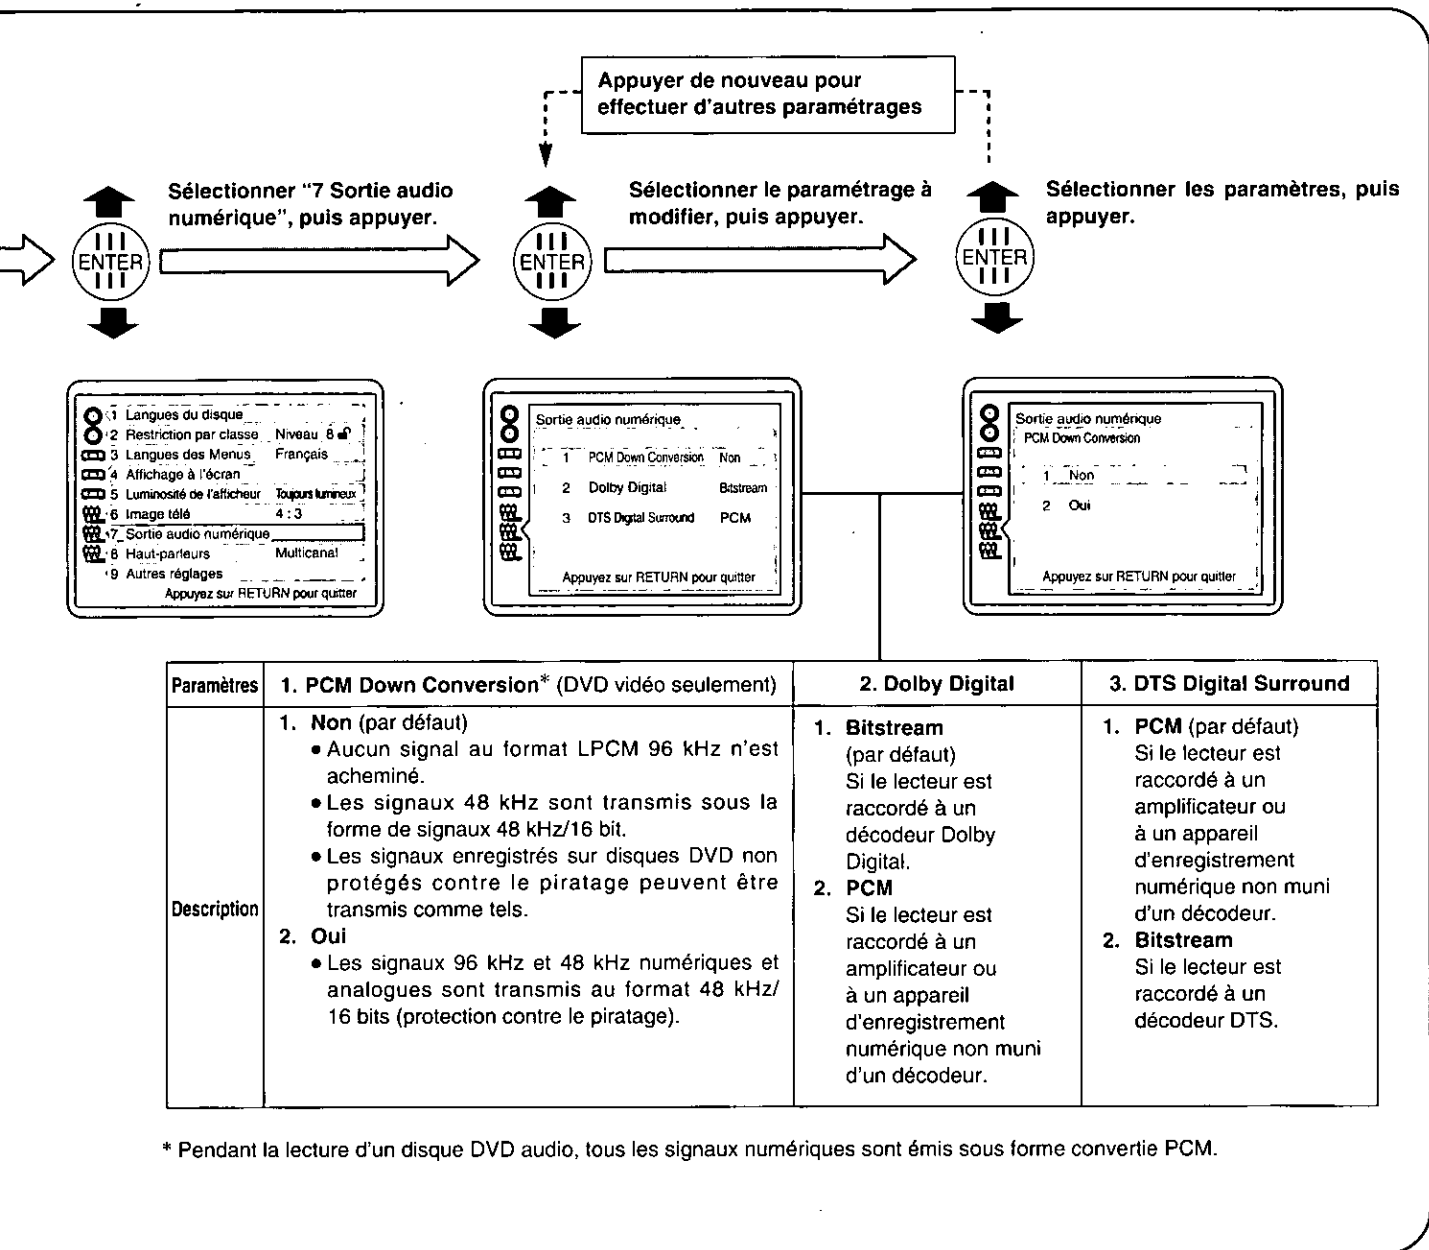 Appuyer de nouveau pour
effectuer d'autres paramétrages
Sélectionner “7 Sortie audio
numérique”, puis appuyer.
Sélectionner le paramétrage à
modifier, puis appuyer.
Sélectionner les paramètres, puis
appuyer.
ENTER
ENTER
ENTER
1 Langues du disque
2 Restriction par classe Niveau 8
3 Langues des Menus Français
4 Affichage à l'écran
5 Luminosité de l'afficheur Toujours lumineux
6 Image télé 4 : 3
7 Sortie audio numérique
8 Haut-parleurs Multicanal
9 Autres réglages
Appuyez sur RETURN pour quitter
Sortie audio numérique
1 PCM Down Conversion Non
2 Dolby Digital Bitstream
3 DTS Digital Surround PCM
Appuyez sur RETURN pour quitter
Sortie audio numérique
PCM Down Conversion
1 Non
2 Oui
Appuyez sur RETURN pour quitter
Paramètres
1. PCM Down Conversion* (DVD vidéo seulement)
2. Dolby Digital
3. DTS Digital Surround
Description
1. Non (par défaut)
• Aucun signal au format LPCM 96 kHz n'est
acheminé.
• Les signaux 48 kHz sont transmis sous la
forme de signaux 48 kHz/16 bit.
• Les signaux enregistrés sur disques DVD non
protégés contre le piratage peuvent être
transmis comme tels.
2. Oui
• Les signaux 96 kHz et 48 kHz numériques et
analogues sont transmis au format 48 kHz/
16 bits (protection contre le piratage).
1. Bitstream
(par défaut)
Si le lecteur est
raccordé à un
décodeur Dolby
Digital.
2. PCM
Si le lecteur est
raccordé à un
amplificateur ou
à un appareil
d'enregistrement
numérique non muni
d'un décodeur.
1. PCM (par défaut)
Si le lecteur est
raccordé à un
amplificateur ou
à un appareil
d'enregistrement
numérique non muni
d'un décodeur.
2. Bitstream
Si le lecteur est
raccordé à un
décodeur DTS.
* Pendant la lecture d'un disque DVD audio, tous les signaux numériques sont émis sous forme convertie PCM.